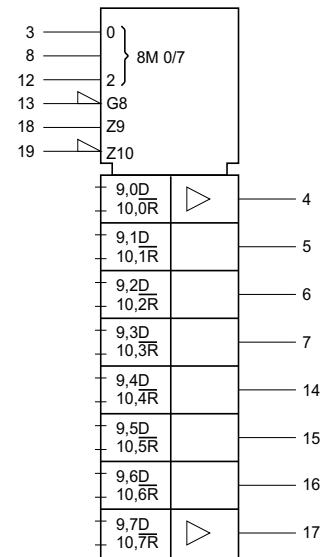 3 0
8 8M 0/7
12 2
13 G8
18 Z9
19 Z10
9,0D 4
10,0R
9,1D 5
10,1R
9,2D 6
10,2R
9,3D 7
10,3R
9,4D 14
10,4R
9,5D 15
10,5R
9,6D 16
10,6R
9,7D 17
10,7R